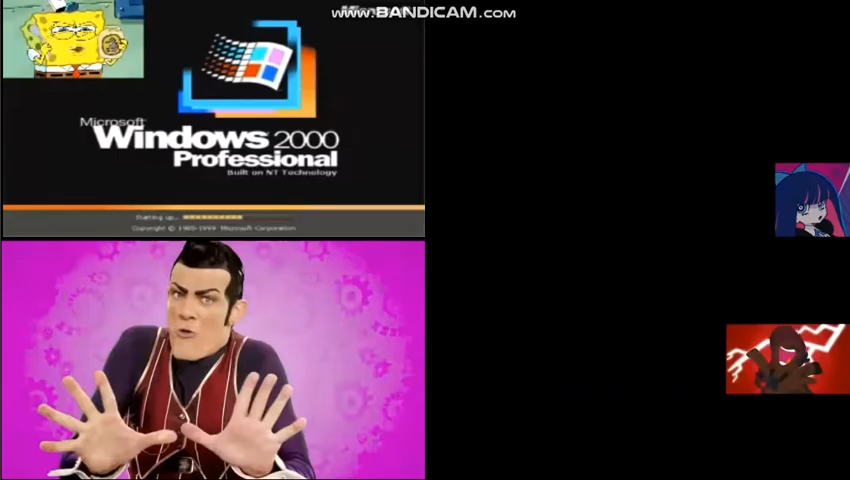 www.BANDICAM.com
Microsoft
Windows 2000
Professional
Built on NT Technology
Starting up...
Copyright © 1985-1999 Microsoft Corporation